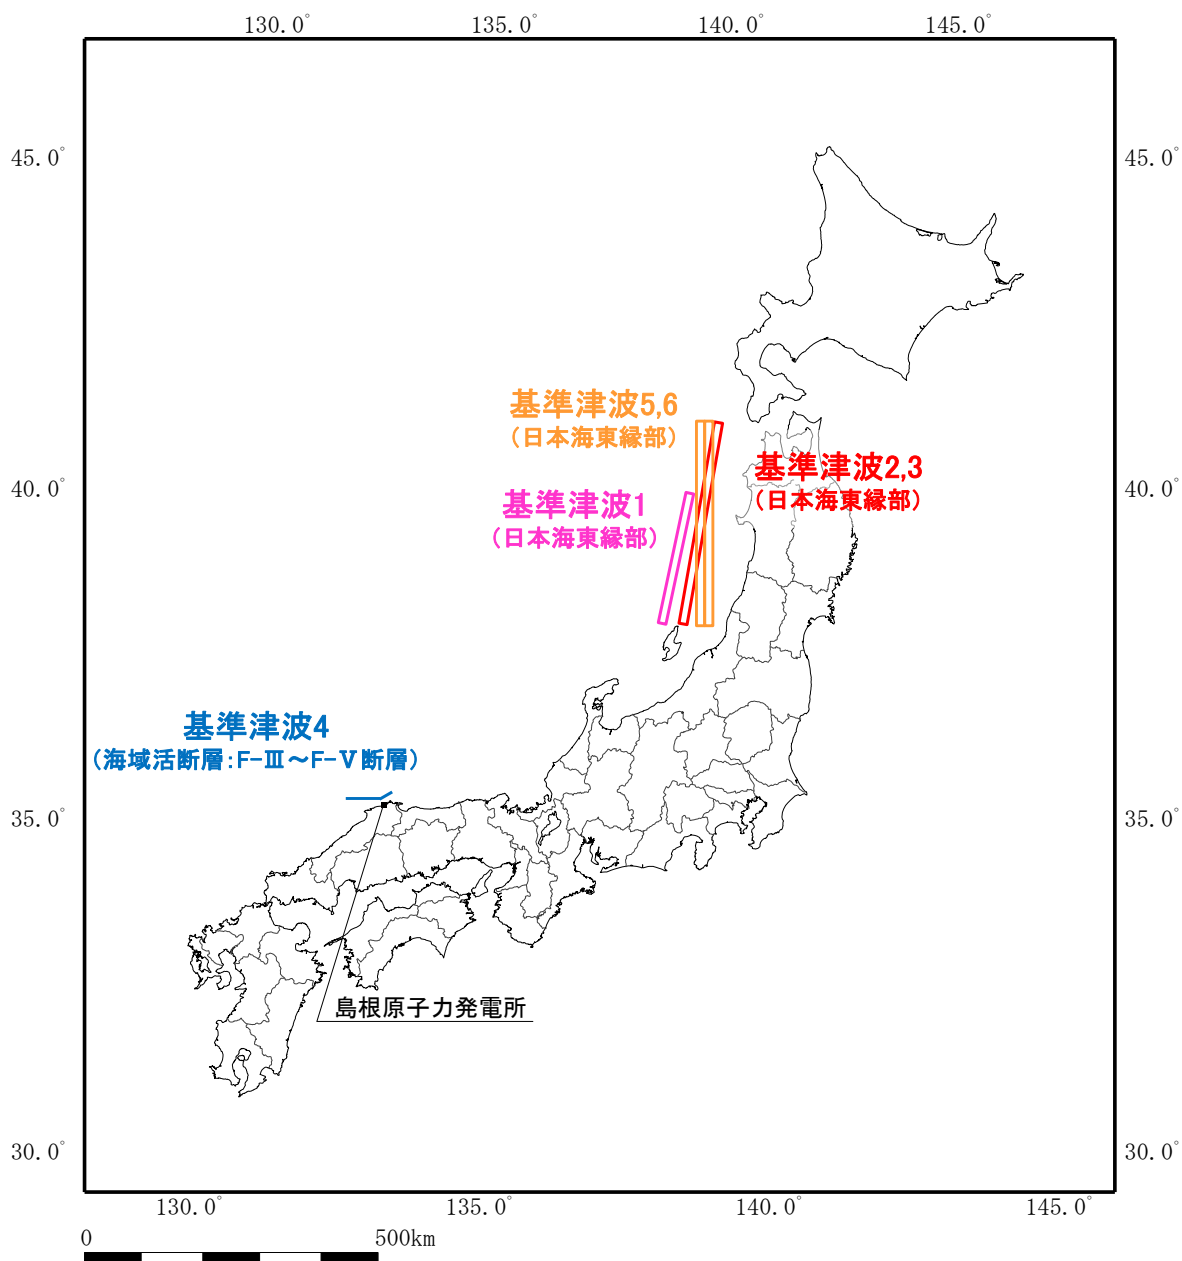 130.0° 135.0° 140.0° 145.0°
45.0° 45.0°
基準津波5,6
（日本海東縁部）
基準津波2,3
（日本海東縁部）
40.0° 40.0°
基準津波1
（日本海東縁部）
基準津波4
（海域活断層：F-Ⅲ～F-Ⅴ断層）
35.0° 35.0°
島根原子力発電所
30.0° 30.0°
130.0° 135.0° 140.0° 145.0°
0 500km